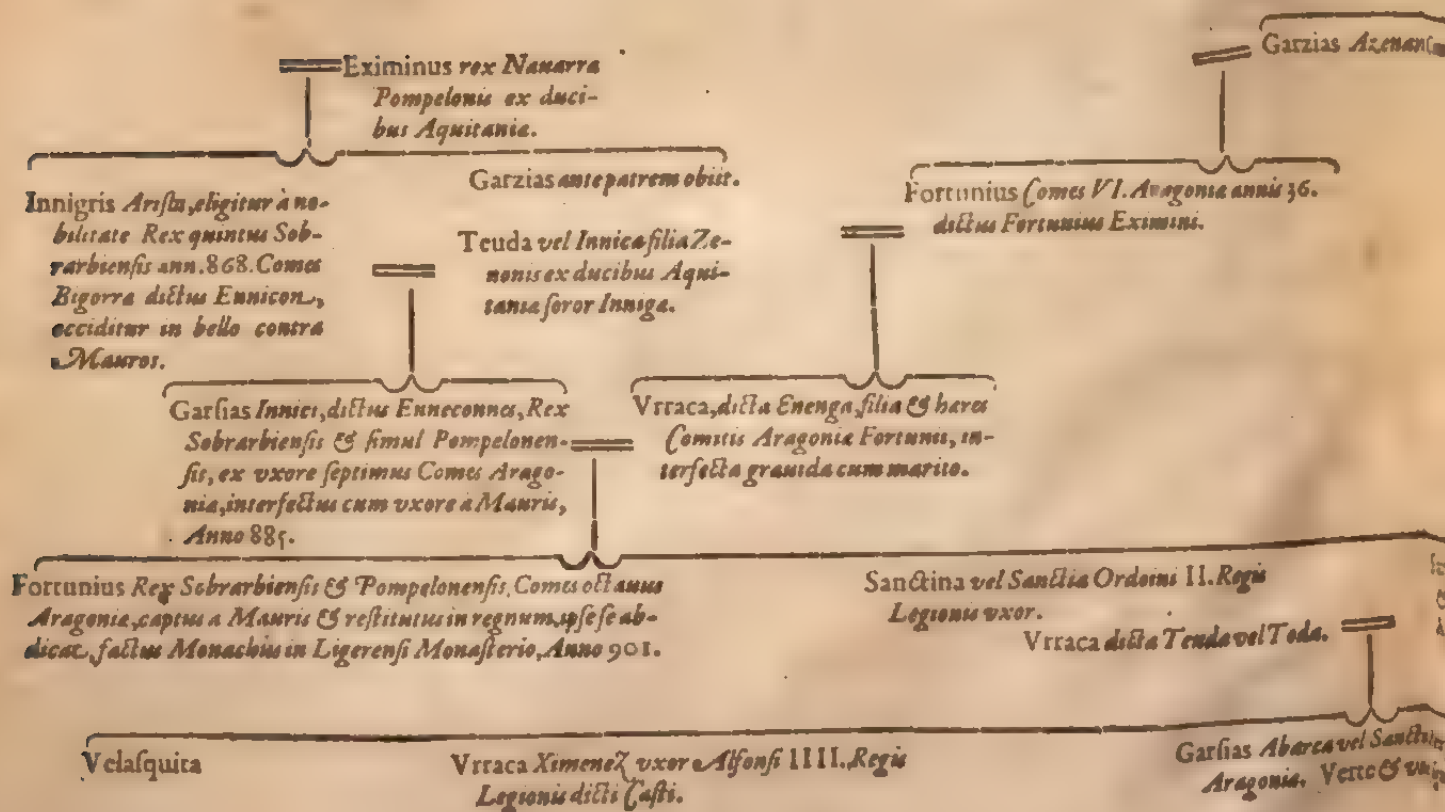 Garzias Azenan
Eximinus rex Nauarra
Pompelonis ex duci-
bus Aquitania.
Garzias ante patrem obiit.
Fortunius Comes VI. Aragonia annis 36.
dictus Fortunius Eximini.
Innigris Arista, eligitur à no-
bilitate Rex quintus Sob-
rarbiensis ann. 868. Comes
Bigorra dictus Ennicon,
occiditur in bello contra
Mauros.
Teuda vel Innica filia Ze-
nonis ex ducibus Aqui-
tania soror Inniga.
Garsias Innici, dictus Enneconnes, Rex
Sobrarbiensis & simul Pompelonen-
sis, ex vxore septimus Comes Arago-
nia, interfectus cum vxore à Mauris,
Anno 885.
Vrraca, dicta Enenga, filia & hares
Comitis Aragoniæ Fortunis, in-
terfecta grauida cum marito.
Fortunius Rex Sobrarbiensis & Pompelonensis, Comes octauus
Aragonia, captus a Mauris & restitutus in regnum, ipse se ab-
dicat, factus Monachus in Ligerensi Monasterio, Anno 901.
Sanctina vel Sanctia Ordoini II. Regis
Legionis vxor.
Vrraca dicta Teuda vel Toda.
Velasquita
Vrraca Ximenez vxor Alfonsi IIII. Regis
Legionis dicti Casti.
Garsias Abarca vel
Aragonia. Verte &